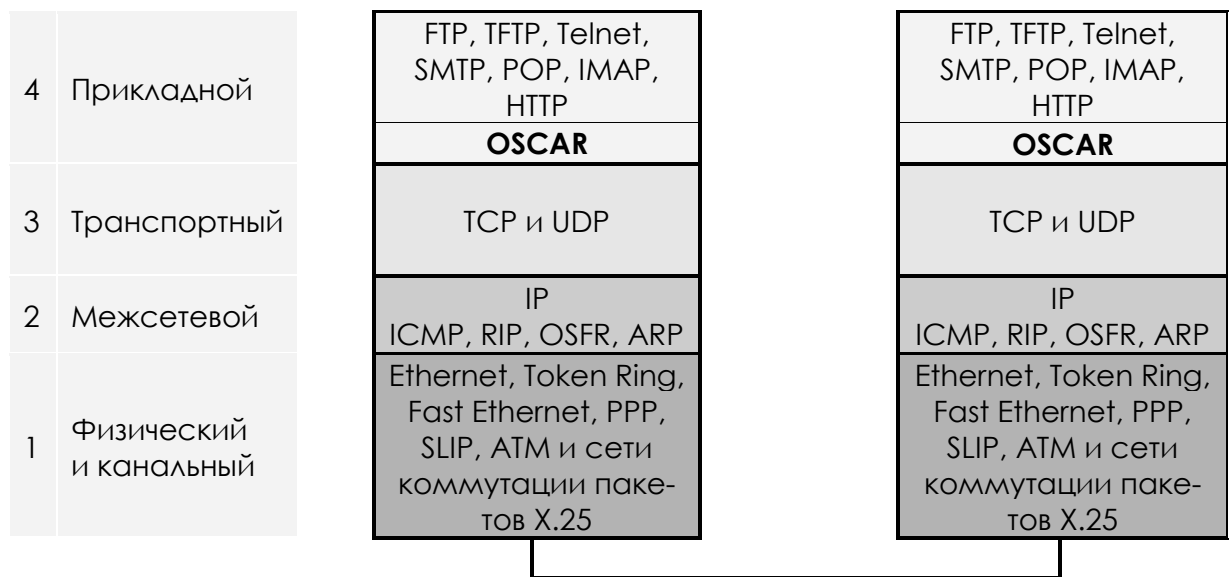 4 Прикладной
FTP, TFTP, Telnet,
SMTP, POP, IMAP,
HTTP
OSCAR
FTP, TFTP, Telnet,
SMTP, POP, IMAP,
HTTP
OSCAR
3 Транспортный
TCP и UDP
TCP и UDP
2 Межсетевой
IP
ICMP, RIP, OSFR, ARP
IP
ICMP, RIP, OSFR, ARP
1 Физический
и канальный
Ethernet, Token Ring,
Fast Ethernet, PPP,
SLIP, ATM и сети
коммутации паке-
тов X.25
Ethernet, Token Ring,
Fast Ethernet, PPP,
SLIP, ATM и сети
коммутации паке-
тов X.25